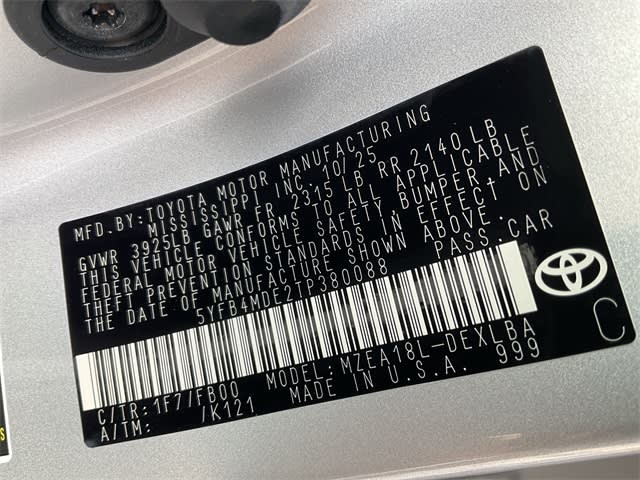 MFD. BY: TOYOTA MOTOR MANUFACTURING
MISSISSIPPI INC. 10/25
GVWR 3925LB GAWR FR 2315 LB RR 2140 LB
THIS VEHICLE CONFORMS TO ALL APPLICABLE
FEDERAL MOTOR VEHICLE SAFETY, BUMPER, AND
THEFT PREVENTION STANDARDS IN EFFECT ON
THE DATE OF MANUFACTURE SHOWN ABOVE.
5YFB4MDE2TP380088 PASS. CAR
C/TR: 1F7/FB00 MODEL: MZEA18L-DEXLBA
A/TM: /K121 MADE IN U.S.A. 999
C